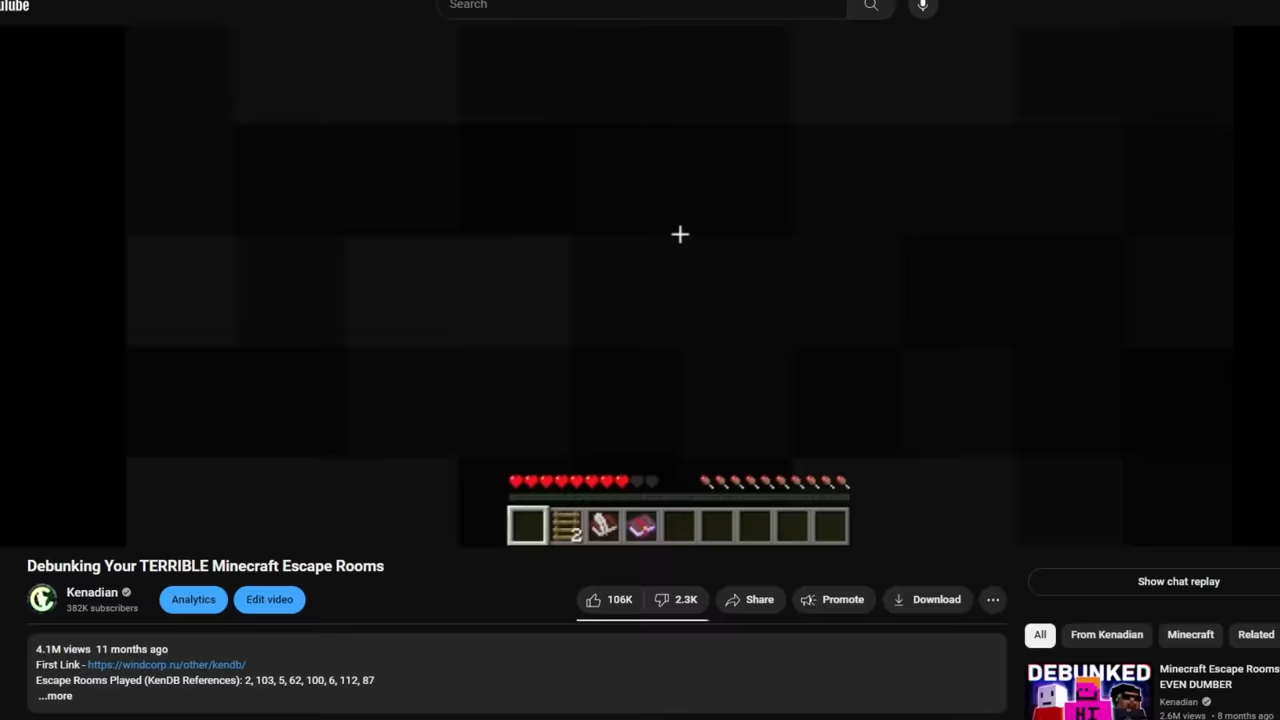 Search
2
Debunking Your TERRIBLE Minecraft Escape Rooms
Kenadian
382K subscribers
Analytics
Edit video
106K
2.3K
Share
Promote
Download
Show chat replay
4.1M views 11 months ago
First Link - https://windcorp.ru/other/kendb/
Escape Rooms Played (KenDB References): 2, 103, 5, 62, 100, 6, 112, 87
...more
All
From Kenadian
Minecraft
Related
DEBUNKED
HI
Minecraft Escape Rooms
EVEN DUMBER
Kenadian
2.6M views • 8 months ago